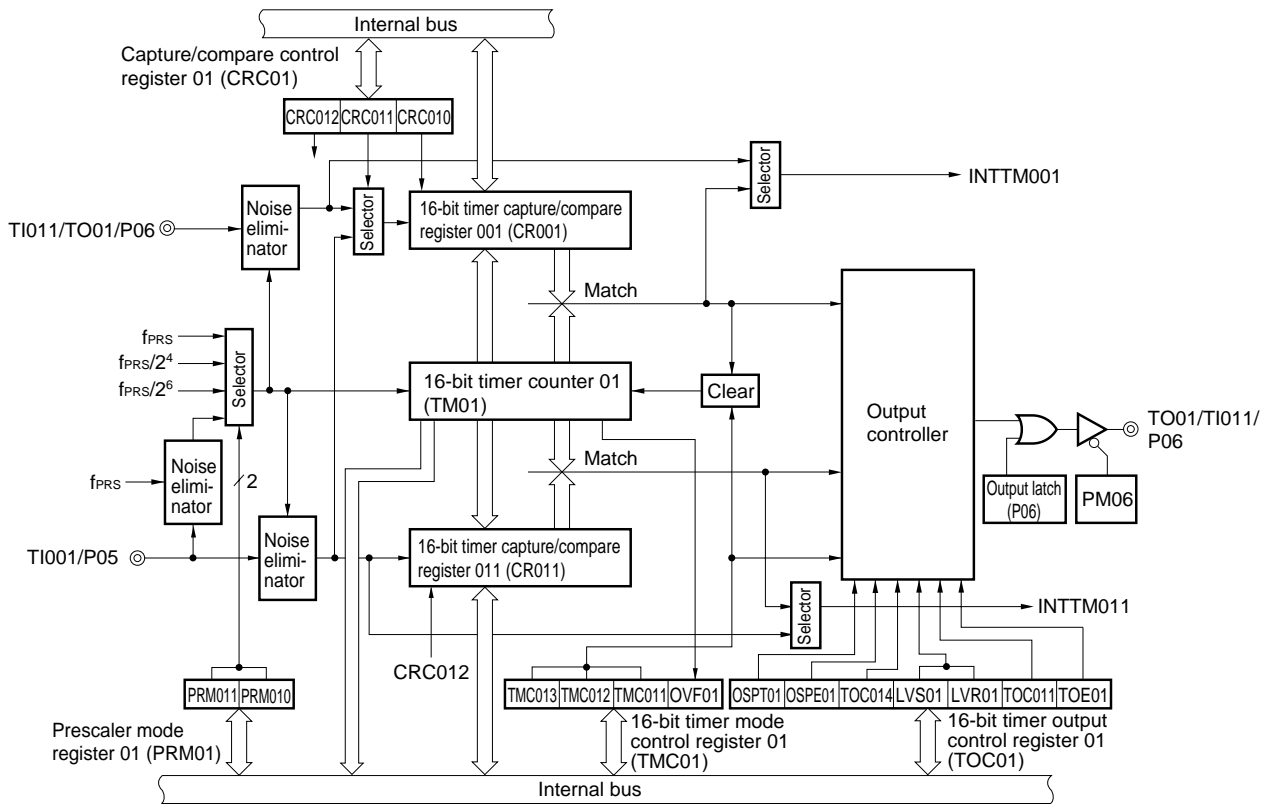 Internal bus
Capture/compare control
register 01 (CRC01)
CRC012 CRC011 CRC010
Selector
INTTM001
Noise
elimi-
nator
Selector
16-bit timer capture/compare
register 001 (CR001)
TI011/TO01/P06
Match
fPRS
fPRS/2⁴
fPRS/2⁶
Selector
16-bit timer counter 01
(TM01)
Clear
Output
controller
TO01/TI011/
P06
Noise
elimi-
nator
fPRS
2
Match
Output latch
(P06)
PM06
TI001/P05
Noise
elimi-
nator
16-bit timer capture/compare
register 011 (CR011)
Selector
INTTM011
CRC012
PRM011 PRM010
TMC013 TMC012 TMC011 OVF01
OSPT01 OSPE01 TOC014 LVS01 LVR01 TOC011 TOE01
Prescaler mode
register 01 (PRM01)
16-bit timer mode
control register 01
(TMC01)
16-bit timer output
control register 01
(TOC01)
Internal bus